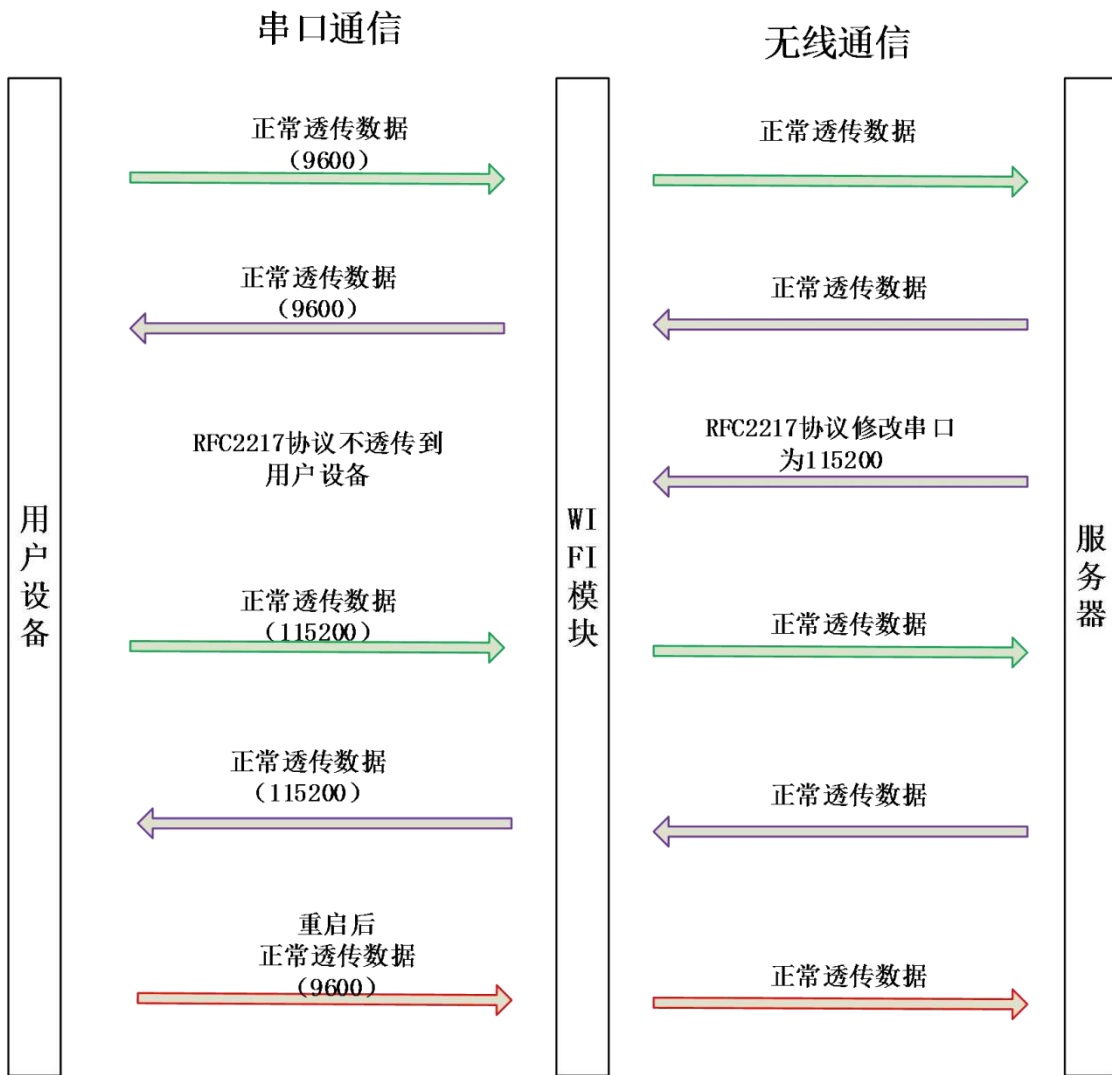 串口通信
无线通信
正常透传数据
（9600）
正常透传数据
正常透传数据
（9600）
正常透传数据
RFC2217协议不透传到
用户设备
RFC2217协议修改串口
为115200
用户设备
WI
FI模块
服务器
正常透传数据
（115200）
正常透传数据
正常透传数据
（115200）
正常透传数据
重启后
正常透传数据
（9600）
正常透传数据